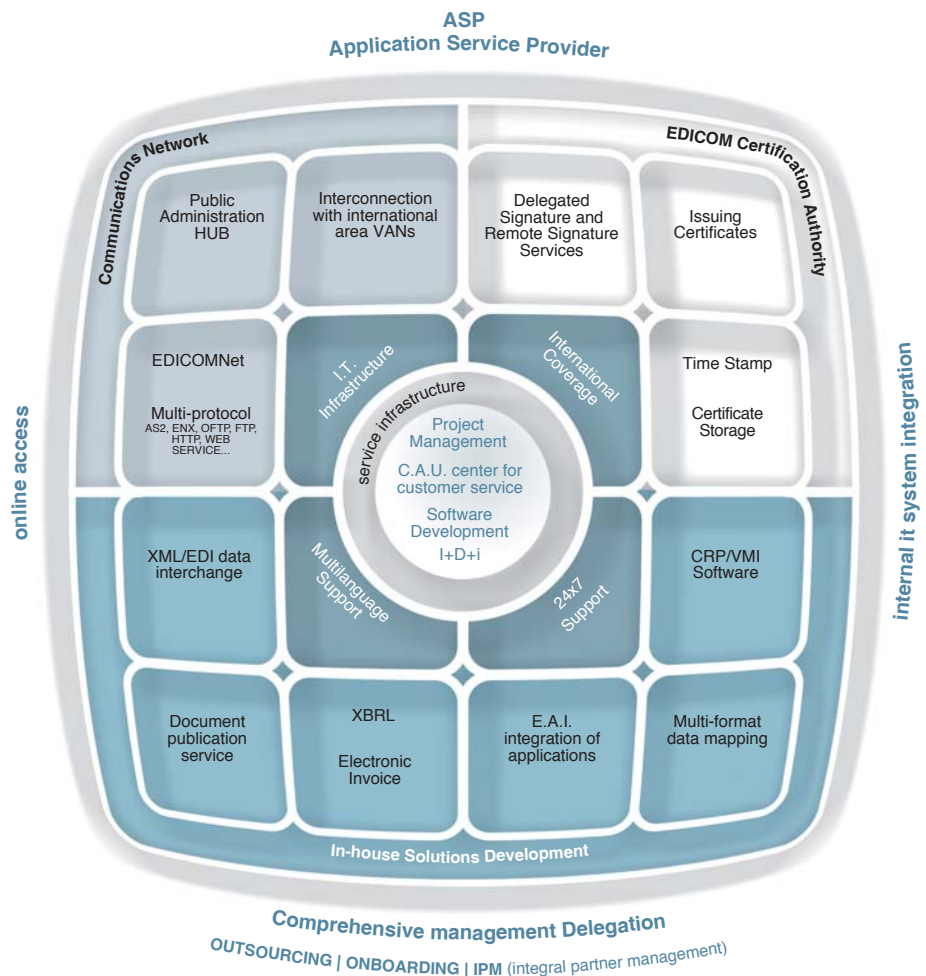 ASP
Application Service Provider
Communications Network
EDICOM Certification Authority
Public
Administration
HUB
Interconnection
with international
area VANs
Delegated
Signature and
Remote Signature
Services
Issuing
Certificates
EDICOMNet
Multi-protocol
AS2, ENX, OFTP, FTP,
HTTP, WEB
SERVICE...
I.T.
Infrastructure
International
Coverage
Time Stamp
Certificate
Storage
service infrastructure
Project
Management
C.A.U. center for
customer service
Software
Development
I+D+i
online access
internal it system integration
XML/EDI data
interchange
Multilanguage
Support
24x7
Support
CRP/VMI
Software
Document
publication
service
XBRL
Electronic
Invoice
E.A.I.
integration of
applications
Multi-format
data mapping
In-house Solutions Development
Comprehensive management Delegation
OUTSOURCING | ONBOARDING | IPM (integral partner management)